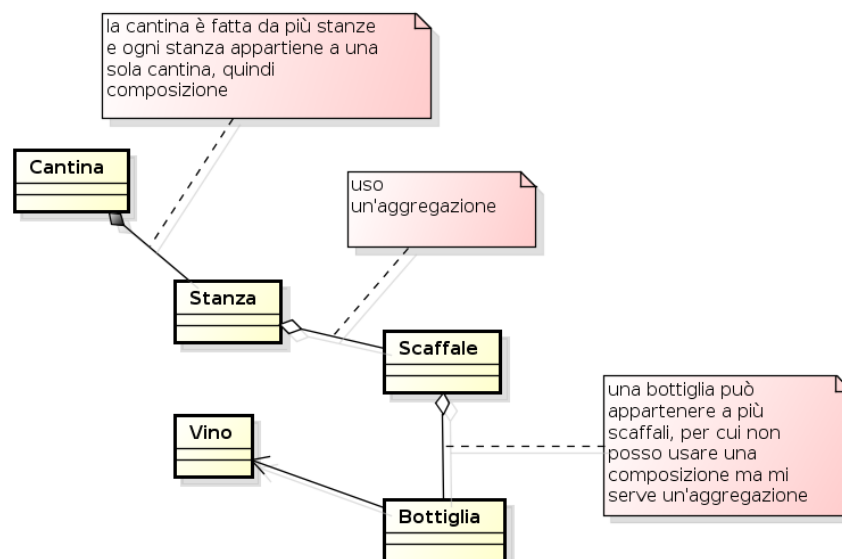 la cantina è fatta da più stanze
e ogni stanza appartiene a una
sola cantina, quindi
composizione
Cantina
uso
un'aggregazione
Stanza
Scaffale
una bottiglia può
appartenere a più
scaffali, per cui non
posso usare una
composizione ma mi
serve un'aggregazione
Vino
Bottiglia